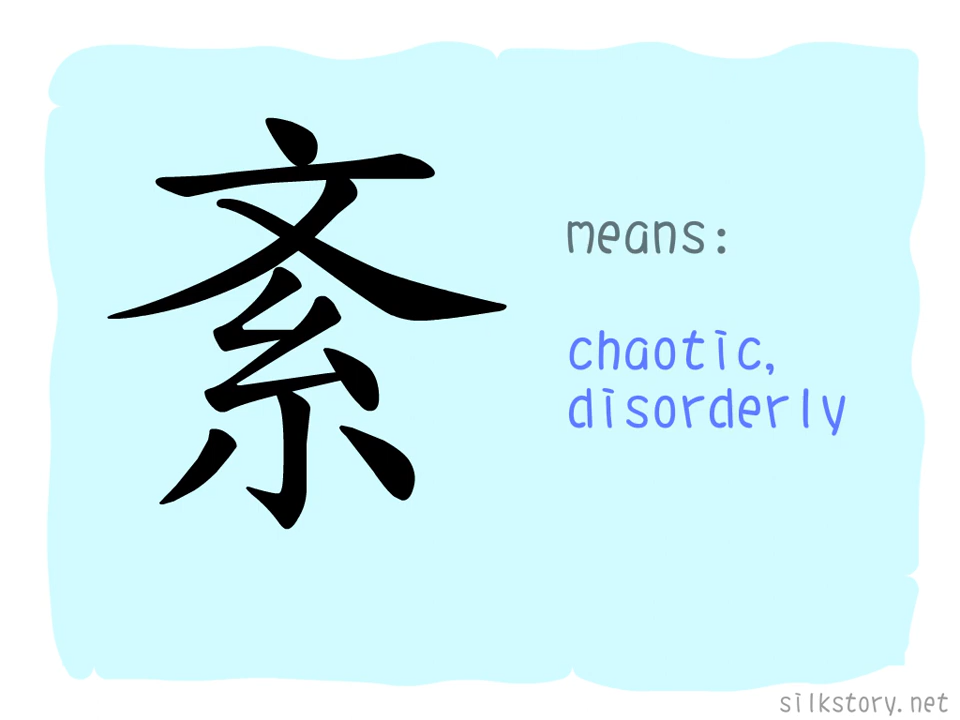 紊
means:
chaotic,
disorderly
silkstory.net